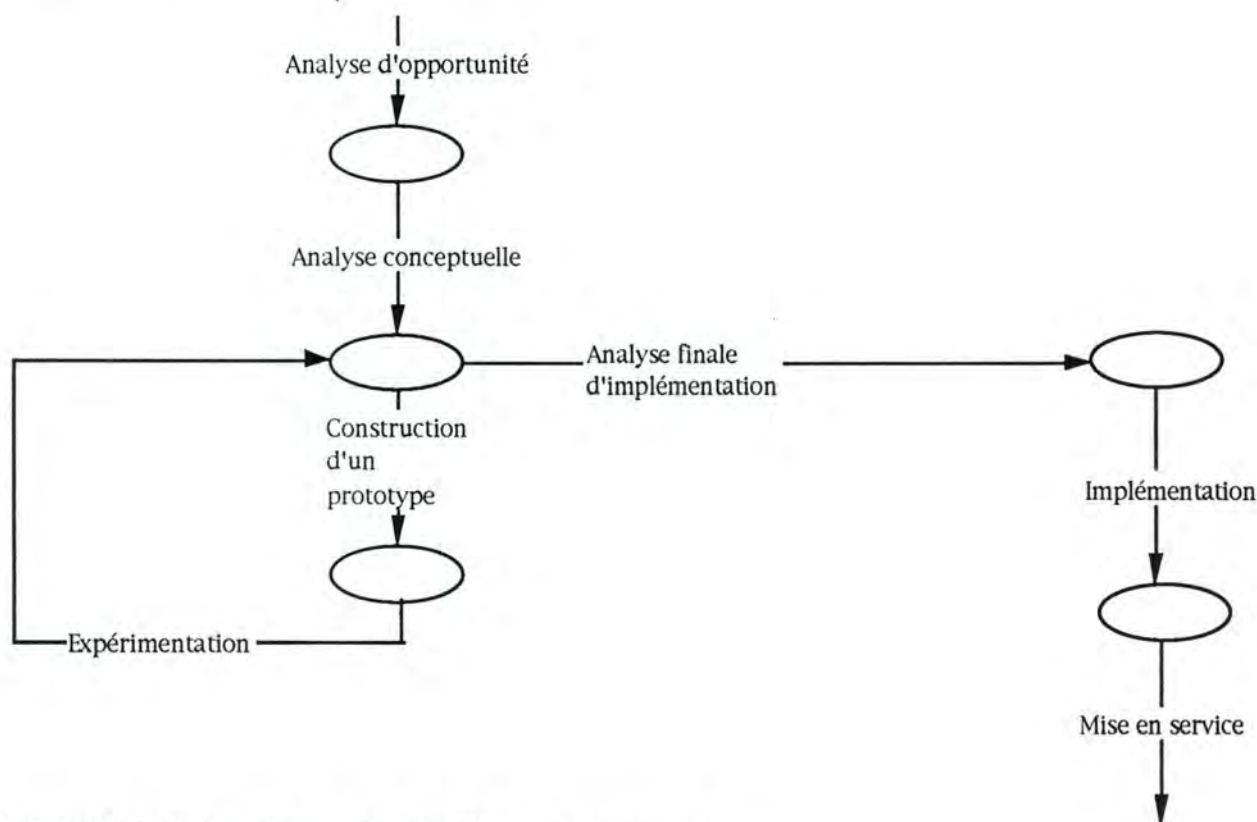 Analyse d'opportunité
Analyse conceptuelle
Analyse finale
d'implémentation
Construction
d'un
prototype
Implémentation
Expérimentation
Mise en service